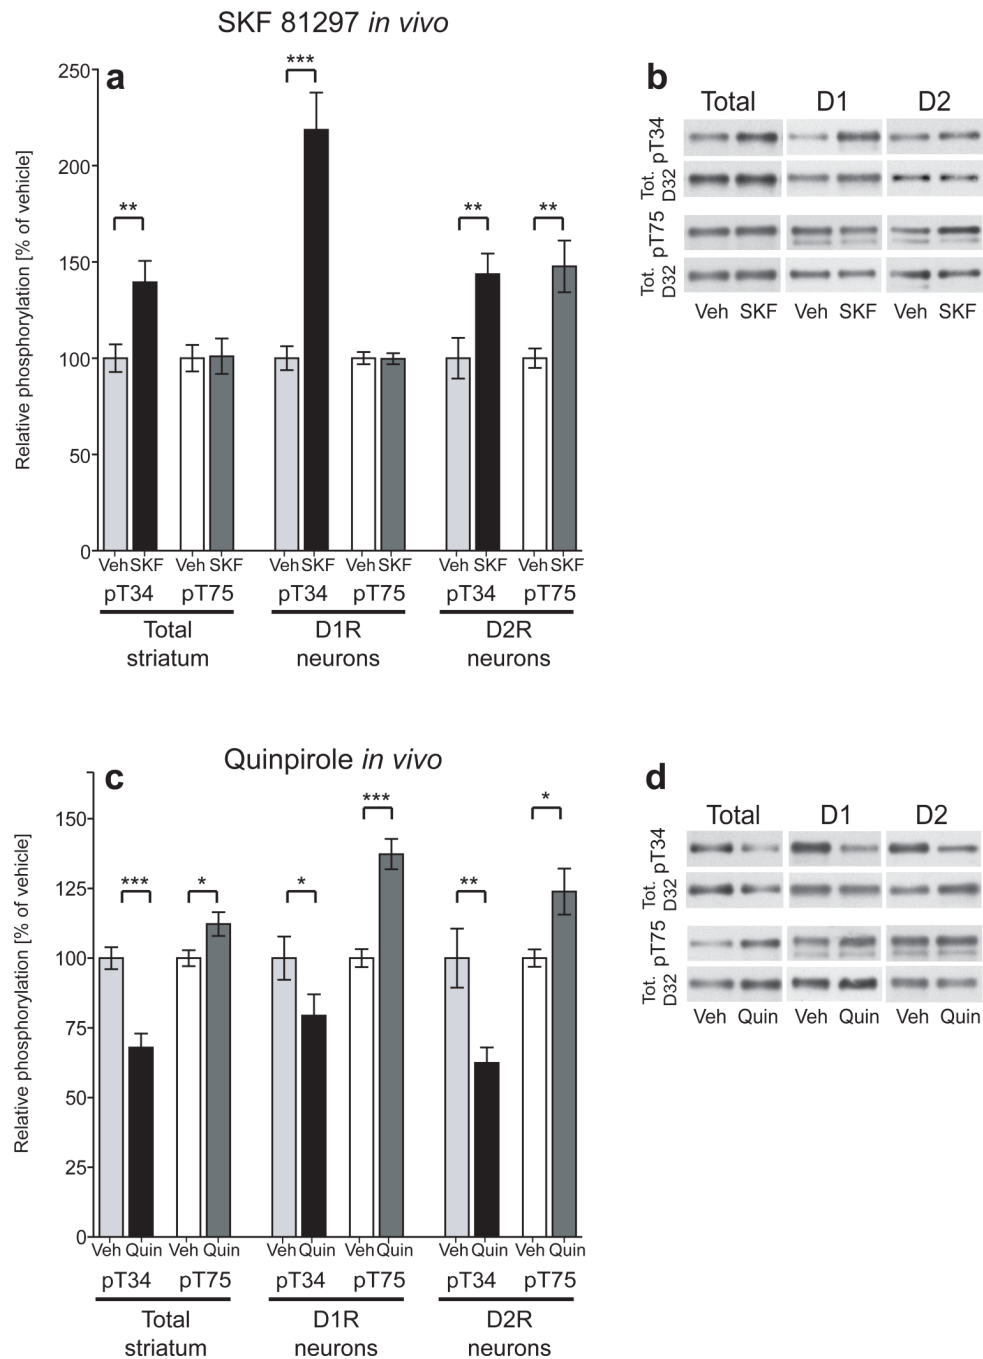 SKF 81297 in vivo
a
Relative phosphorylation [% of vehicle]
250
200
150
100
50
0
** *** ** **
Veh SKF Veh SKF Veh SKF Veh SKF Veh SKF Veh SKF
pT34 pT75 pT34 pT75 pT34 pT75
Total striatum
D1R neurons
D2R neurons
b
Total D1 D2
pT34
Tot. D32
pT75
Tot. D32
Veh SKF Veh SKF Veh SKF
Quinpirole in vivo
c
Relative phosphorylation [% of vehicle]
150
125
100
75
50
25
0
*** * * *** ** *
Veh Quin Veh Quin Veh Quin Veh Quin Veh Quin Veh Quin
pT34 pT75 pT34 pT75 pT34 pT75
Total striatum
D1R neurons
D2R neurons
d
Total D1 D2
pT34
Tot. D32
pT75
Tot. D32
Veh Quin Veh Quin Veh Quin